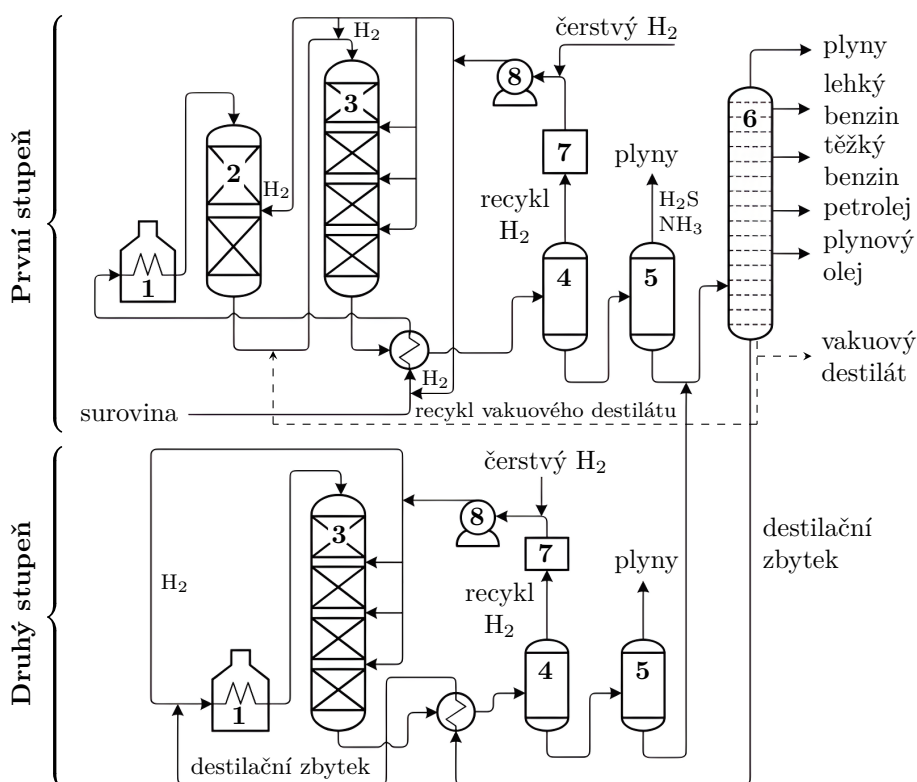 První stupeň
H2
čerstvý H2
8
plyny
lehký
benzin
3
6
2
7
plyny
těžký
benzin
H2
recykl
H2
H2S
NH3
petrolej
plynový
olej
1
4
5
H2
vakuový
destilát
surovina
recykl vakuového destilátu
Druhý stupeň
čerstvý H2
8
3
7
plyny
destilační
zbytek
H2
recykl
H2
1
4
5
destilační zbytek